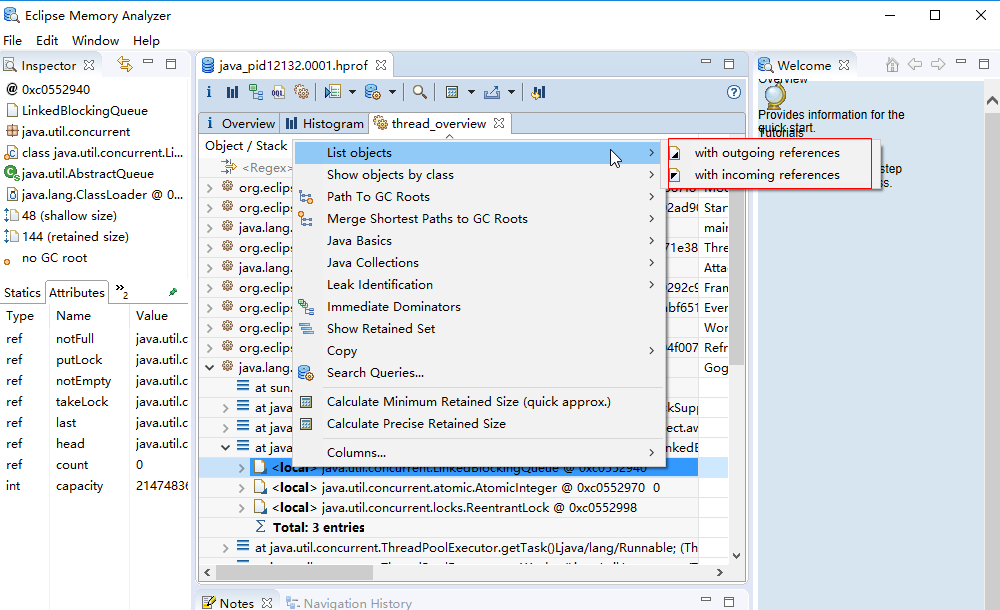 Eclipse Memory Analyzer
File Edit Window Help
Inspector
@ 0xc0552940
LinkedBlockingQueue
java.util.concurrent
class java.util.concurrent.Li...
java.util.AbstractQueue
java.lang.ClassLoader @ 0...
48 (shallow size)
144 (retained size)
no GC root
Statics Attributes »2
Type Name Value
ref notFull java.util.c
ref putLock java.util.c
ref notEmpty java.util.c
ref takeLock java.util.c
ref last java.util.c
ref head java.util.c
ref count 0
int capacity 21474836
java_pid12132.0001.hprof
i Overview Histogram thread_overview
Object / Stack
<Regex>
org.eclips
org.eclips 02ad90 Star
org.eclips main
org.eclips 71e38 Thre
java.lang. Atta
org.eclips 292c9 Fran
org.eclips abf651 Ever
org.eclips Wor
org.eclips 4f007 Refr
java.lang. Gog
at sun.
at java
at java ect.aw
at java
<local> java.util.concurrent.LinkedBlockingQueue @ 0xc0552940
<local> java.util.concurrent.atomic.AtomicInteger @ 0xc0552970 0
<local> java.util.concurrent.locks.ReentrantLock @ 0xc0552998
Σ Total: 3 entries
at java.util.concurrent.ThreadPoolExecutor.getTask()Ljava/lang/Runnable; (Th
List objects
Show objects by class
Path To GC Roots
Merge Shortest Paths to GC Roots
Java Basics
Java Collections
Leak Identification
Immediate Dominators
Show Retained Set
Copy
Search Queries...
Calculate Minimum Retained Size (quick approx.)
Calculate Precise Retained Size
Columns...
with outgoing references
with incoming references
Notes Navigation History
Welcome
Overview
Provides information for the
quick start.
Tutorials
step
s.